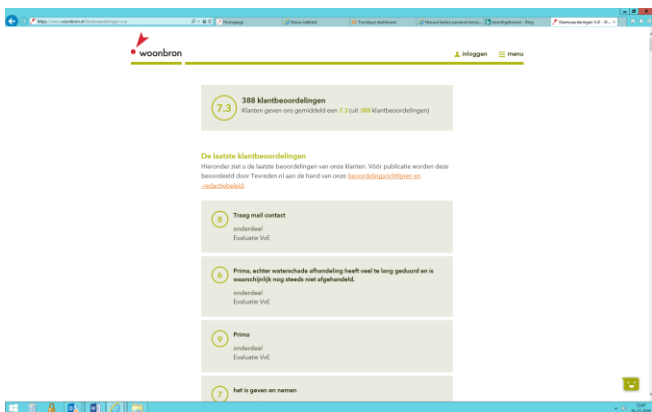 Homepage
woonbron
inloggen
menu
7.3
388 klantbeoordelingen
Klanten geven ons gemiddeld een 7.3 (uit 388 klantbeoordelingen)
De laatste klantbeoordelingen
Hieronder ziet u de laatste beoordelingen van onze klanten. Vóór publicatie worden deze
beoordeeld door Tevreden.nl aan de hand van onze beoordelingsrichtlijnen en
-redactiebeleid.
8
Traag mail contact
onderdeel
Evaluatie VvE
6
Prima, echter waterschade afhandeling heeft veel te lang geduurd en is
waarschijnlijk nog steeds niet afgehandeld.
onderdeel
Evaluatie VvE
9
Prima
onderdeel
Evaluatie VvE
7
het is geven en nemen